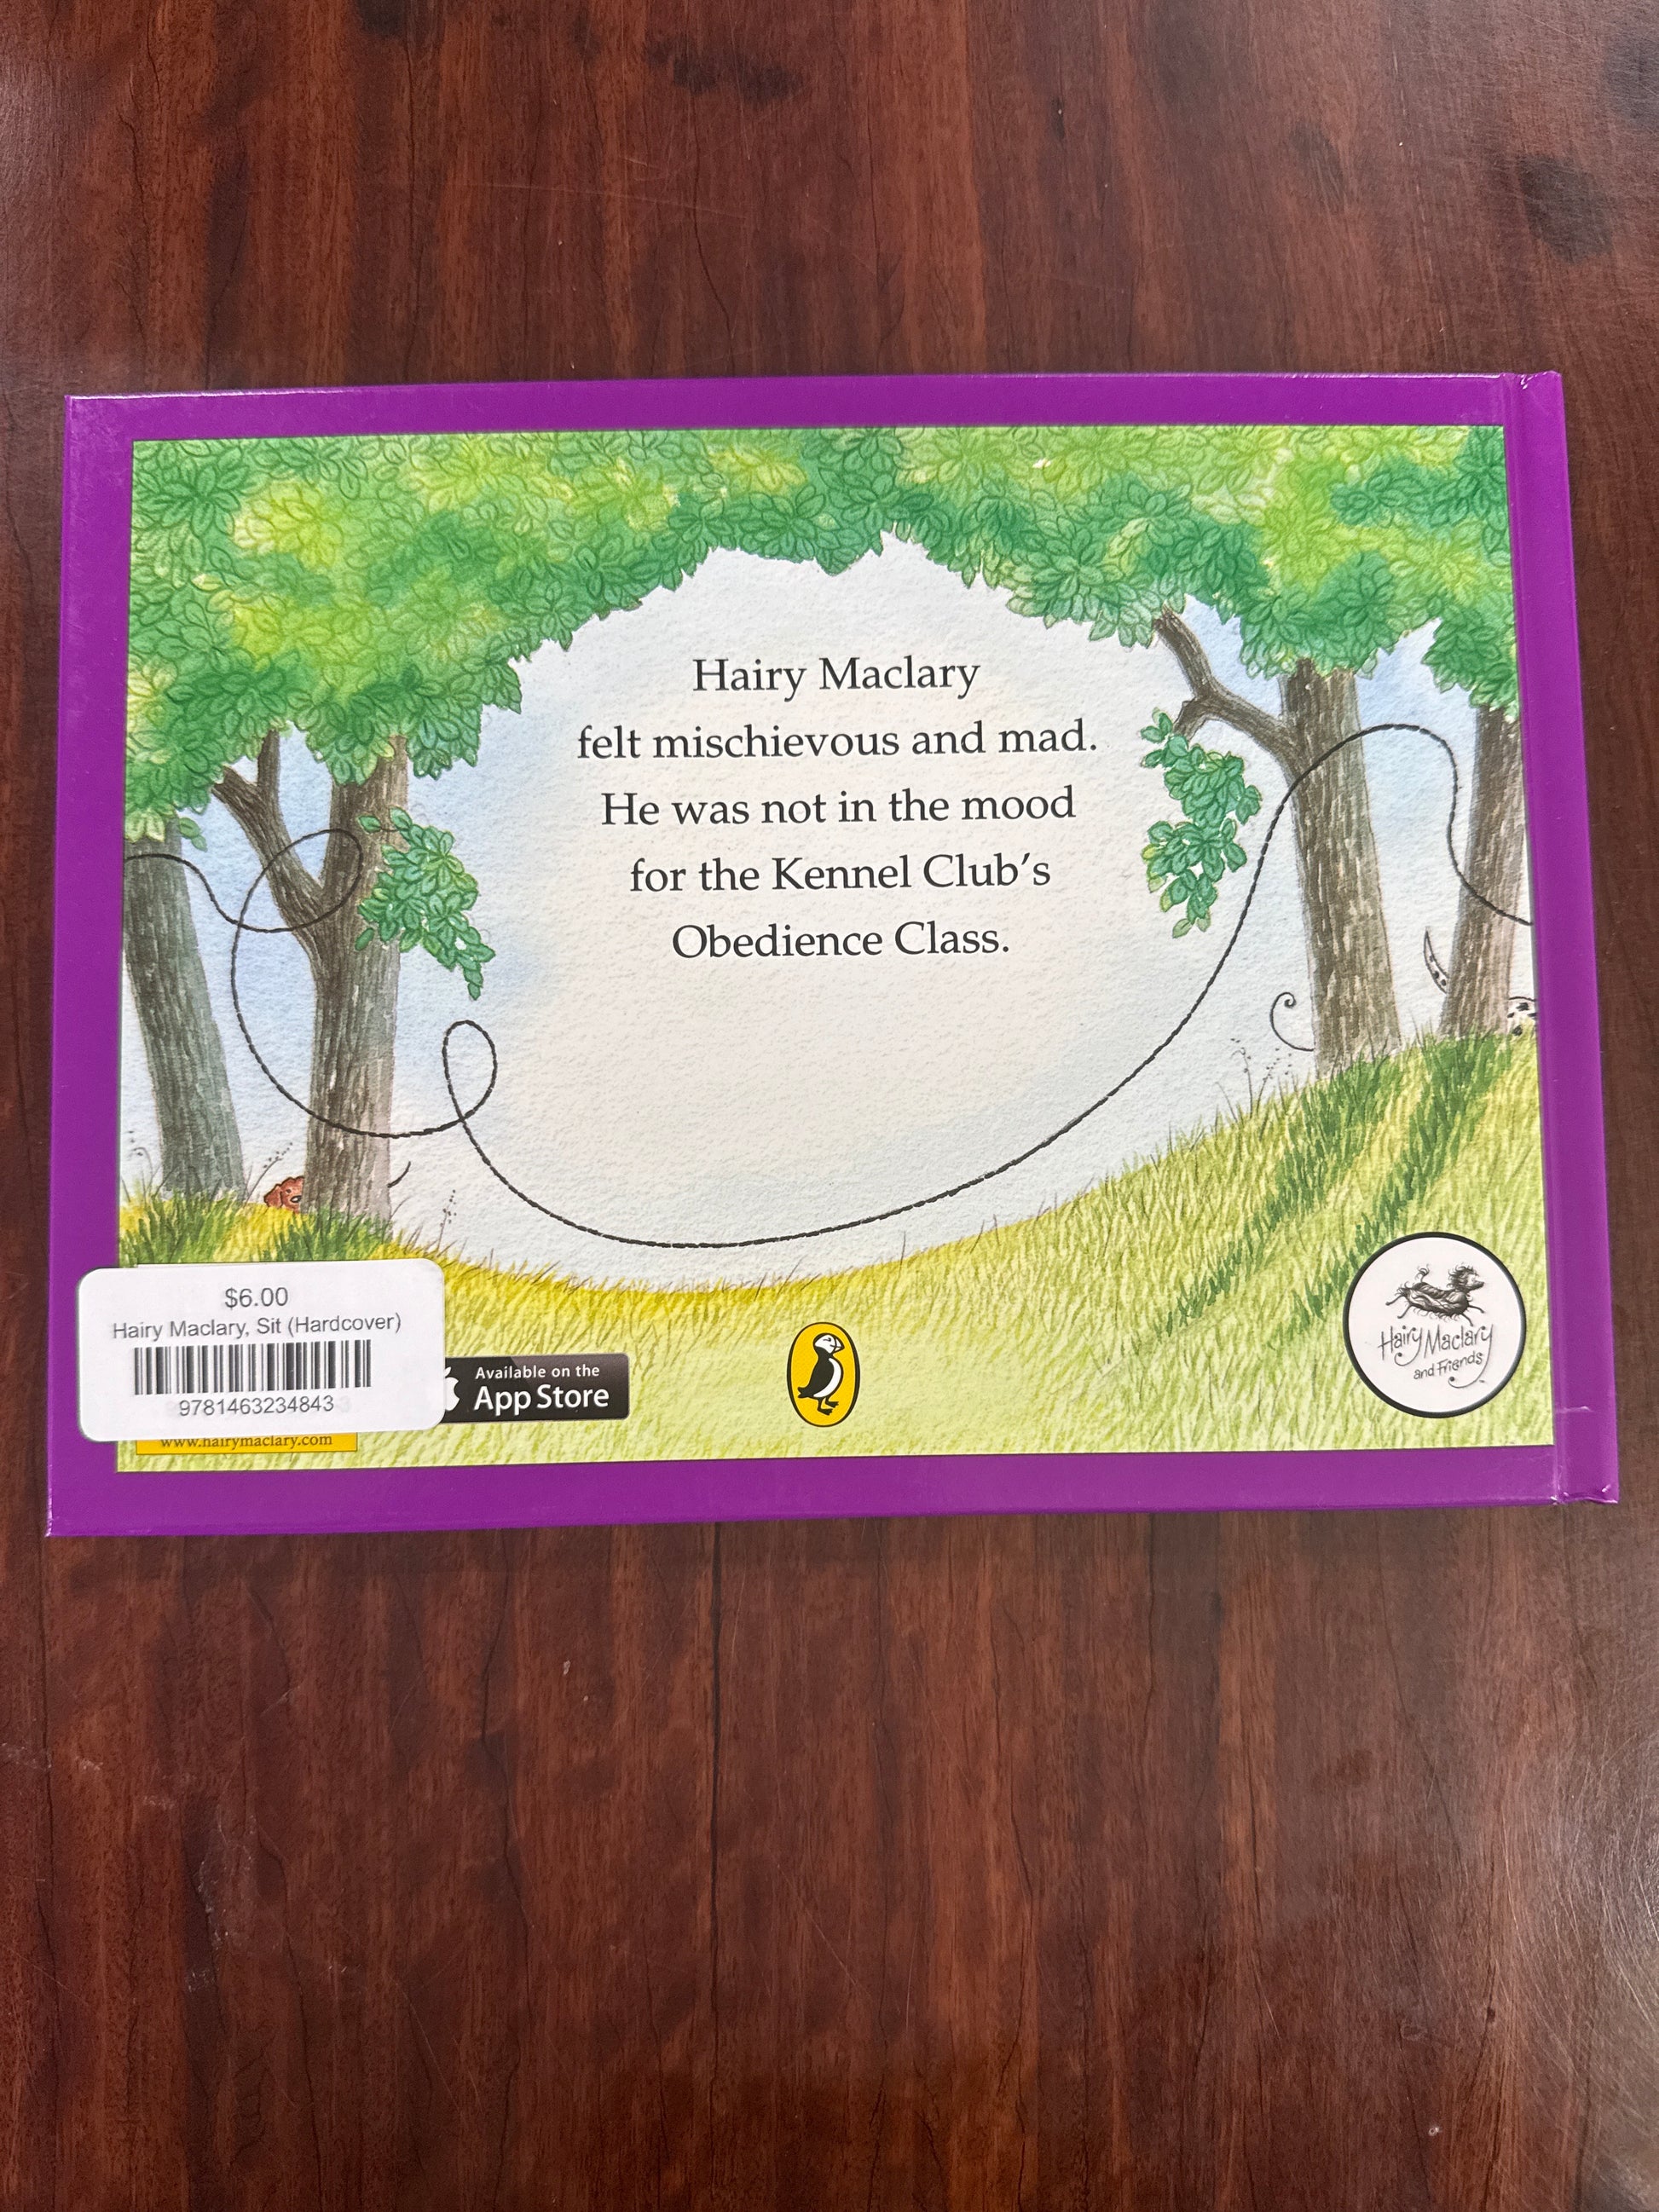 Hairy Maclary
felt mischievous and mad.
He was not in the mood
for the Kennel Club's
Obedience Class.
$6.00
Hairy Maclary, Sit (Hardcover)
9781463234843
www.hairymaclary.com
Available on the
App Store
Hairy Maclary
and Friends